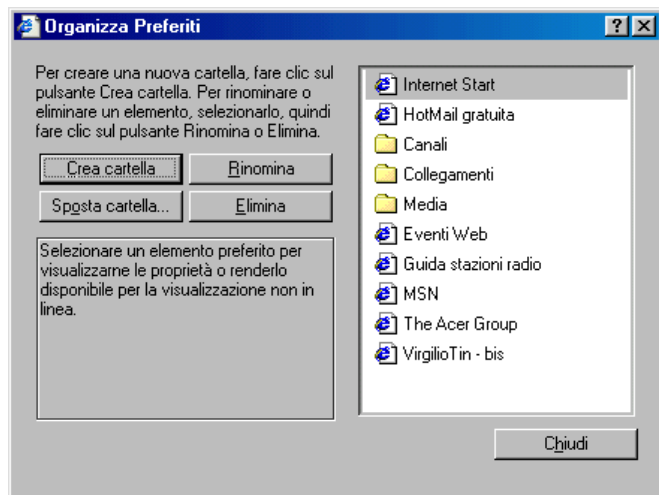 Organizza Preferiti
Per creare una nuova cartella, fare clic sul
pulsante Crea cartella. Per rinominare o
eliminare un elemento, selezionarlo, quindi
fare clic sul pulsante Rinomina o Elimina.
Crea cartella
Rinomina
Sposta cartella...
Elimina
Selezionare un elemento preferito per
visualizzarne le proprietà o renderlo
disponibile per la visualizzazione non in
linea.
Internet Start
HotMail gratuita
Canali
Collegamenti
Media
Eventi Web
Guida stazioni radio
MSN
The Acer Group
VirgilioTin - bis
Chiudi